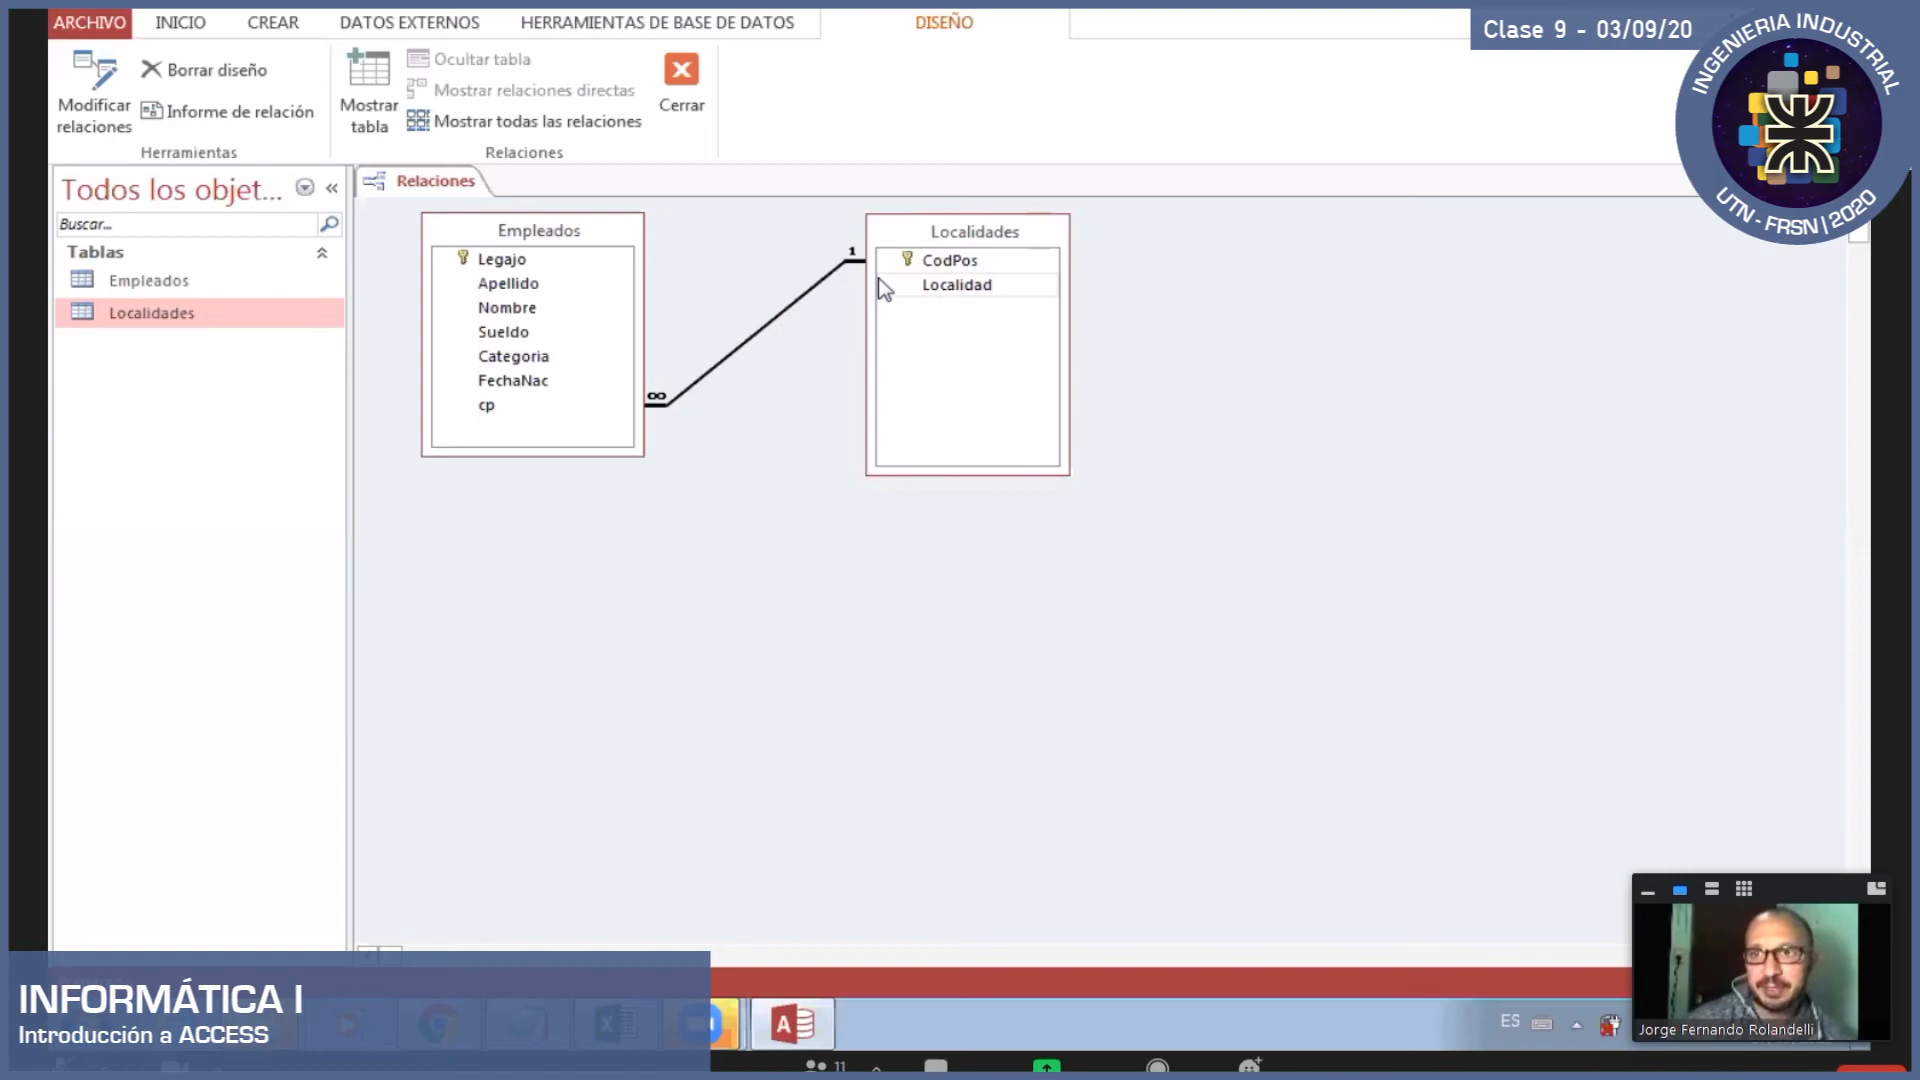 ARCHIVO INICIO CREAR DATOS EXTERNOS HERRAMIENTAS DE BASE DE DATOS DISEÑO
Clase 9 - 03/09/20
INGENIERIA INDUSTRIAL
UTN - FRSN | 2020
Modificar relaciones
Borrar diseño
Informe de relación
Herramientas
Mostrar tabla
Ocultar tabla
Mostrar relaciones directas
Mostrar todas las relaciones
Relaciones
Cerrar
Todos los objet... «
Buscar...
Tablas
Empleados
Localidades
Relaciones
Empleados
Legajo
Apellido
Nombre
Sueldo
Categoria
FechaNac
cp
∞
1
Localidades
CodPos
Localidad
INFORMÁTICA I
Introducción a ACCESS
A
ES
Jorge Fernando Rolandelli
11